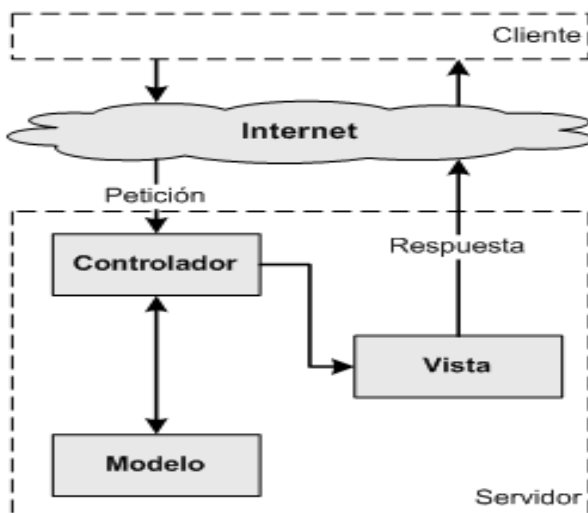 Cliente
Internet
Petición
Respuesta
Controlador
Vista
Modelo
Servidor